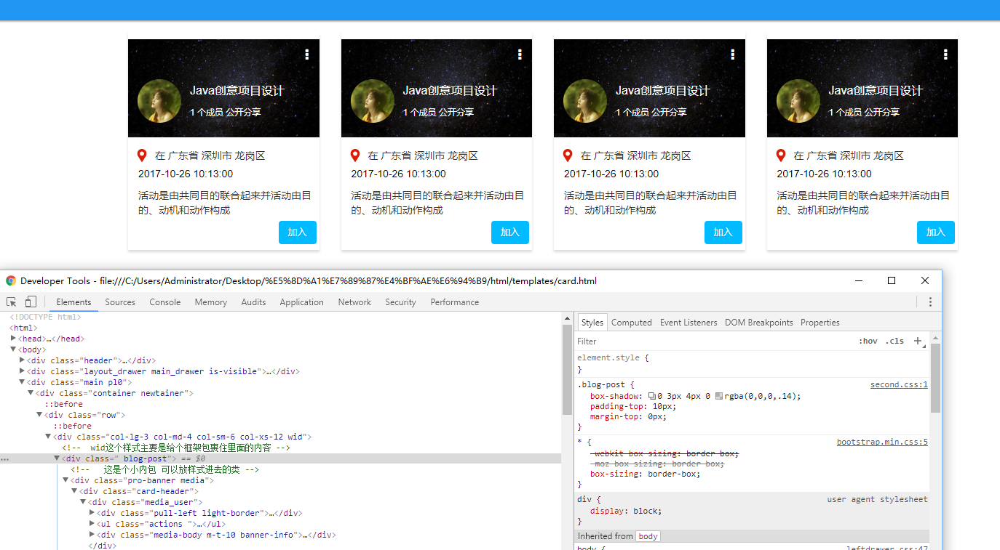 Java创意项目设计 Java创意项目设计 Java创意项目设计 Java创意项目设计
1 个成员 公开分享 1 个成员 公开分享 1 个成员 公开分享 1 个成员 公开分享
在 广东省 深圳市 龙岗区 在 广东省 深圳市 龙岗区 在 广东省 深圳市 龙岗区 在 广东省 深圳市 龙岗区
2017-10-26 10:13:00 2017-10-26 10:13:00 2017-10-26 10:13:00 2017-10-26 10:13:00
活动是由共同目的联合起来并活动由目 活动是由共同目的联合起来并活动由目 活动是由共同目的联合起来并活动由目 活动是由共同目的联合起来并活动由目
的、动机和动作构成 的、动机和动作构成 的、动机和动作构成 的、动机和动作构成
加入 加入 加入 加入
Developer Tools - file:///C:/Users/Administrator/Desktop/%E5%8D%A1%E7%89%87%E4%BF%AE%E6%94%B9/html/templates/card.html
Elements Sources Console Memory Audits Application Network Security Performance
<!DOCTYPE html>
<html>
<head>…</head>
<body>
<div class="header">…</div>
<div class="layout_drawer main_drawer is-visible">…</div>
<div class="main pl0">
<div class="container newtainer">
::before
<div class="row">
::before
<div class="col-lg-3 col-md-4 col-sm-6 col-xs-12 wid">
<!-- wid这个样式主要是给个框架包裹住里面的内容 -->
<div class=" blog-post"> == $0
<!-- 这是个小内包 可以放样式进去的类 -->
<div class="pro-banner media">
<div class="card-header">
<div class="media_user">
<div class="pull-left light-border">…</div>
<ul class="actions ">…</ul>
<div class="media-body m-t-10 banner-info">…</div>
</div>
Styles Computed Event Listeners DOM Breakpoints Properties
Filter :hov .cls +
element.style {
}
.blog-post { second.css:1
box-shadow: 0 3px 4px 0 rgba(0,0,0,.14);
padding-top: 10px;
margin-top: 0px;
}
* { bootstrap.min.css:5
-webkit-box-sizing: border-box;
-moz-box-sizing: border-box;
box-sizing: border-box;
}
div { user agent stylesheet
display: block;
}
Inherited from body
body { leftdrawer.css:47